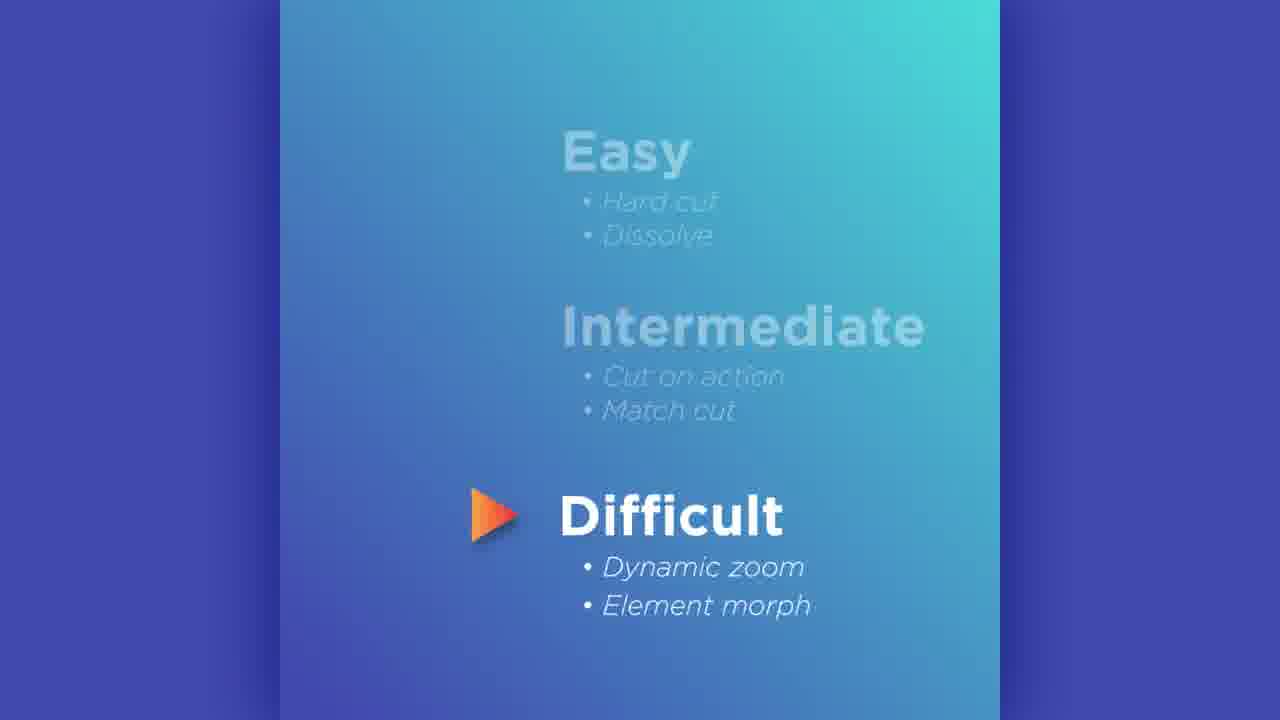 Easy
• Hard cut
• Dissolve
Intermediate
• Cut on action
• Match cut
Difficult
• Dynamic zoom
• Element morph